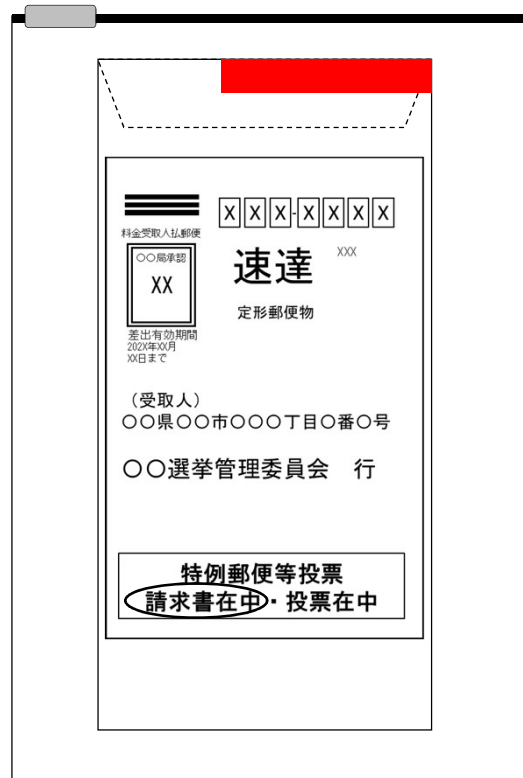 XXX-XXXX
料金受取人払郵便
〇〇局承認
XX
速達
XXX
定形郵便物
差出有効期間
202X年XX月
XX日まで
（受取人）
〇〇県〇〇市〇〇〇丁目〇番〇号
〇〇選挙管理委員会　行
特例郵便等投票
請求書在中・投票在中